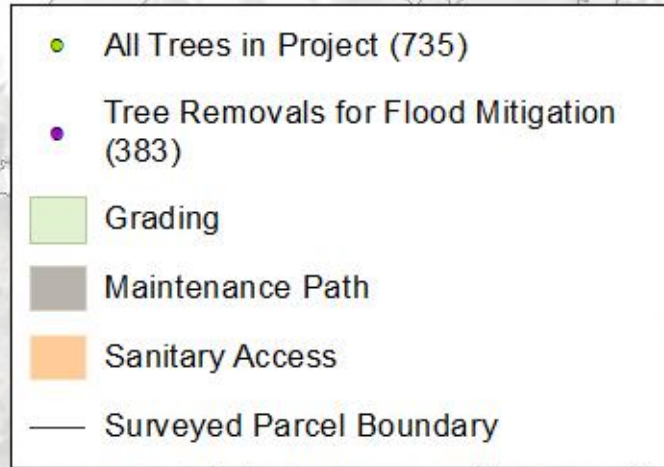 All Trees in Project (735)
Tree Removals for Flood Mitigation
(383)
Grading
Maintenance Path
Sanitary Access
Surveyed Parcel Boundary